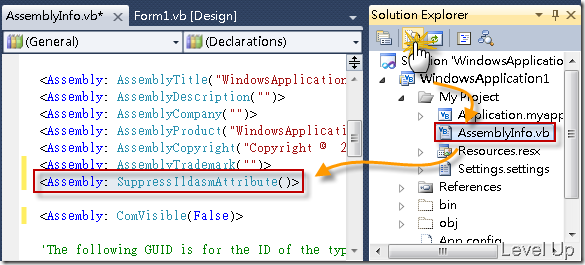 AssemblyInfo.vb*
Form1.vb [Design]
(General)
(Declarations)
<Assembly: AssemblyTitle("WindowsApplication
<Assembly: AssemblyDescription("")>
<Assembly: AssemblyCompany("")>
<Assembly: AssemblyProduct("WindowsApplicati
<Assembly: AssemblyCopyright("Copyright @  2
<Assembly: AssemblyTrademark("")>
<Assembly: SuppressIldasmAttribute()>
<Assembly: ComVisible(False)>
'The following GUID is for the ID of the typ
Solution Explorer
Solution 'WindowsApplicatio
WindowsApplication1
My Project
Application.myapp
AssemblyInfo.vb
Resources.resx
Settings.settings
References
bin
obj
App.config
Level Up